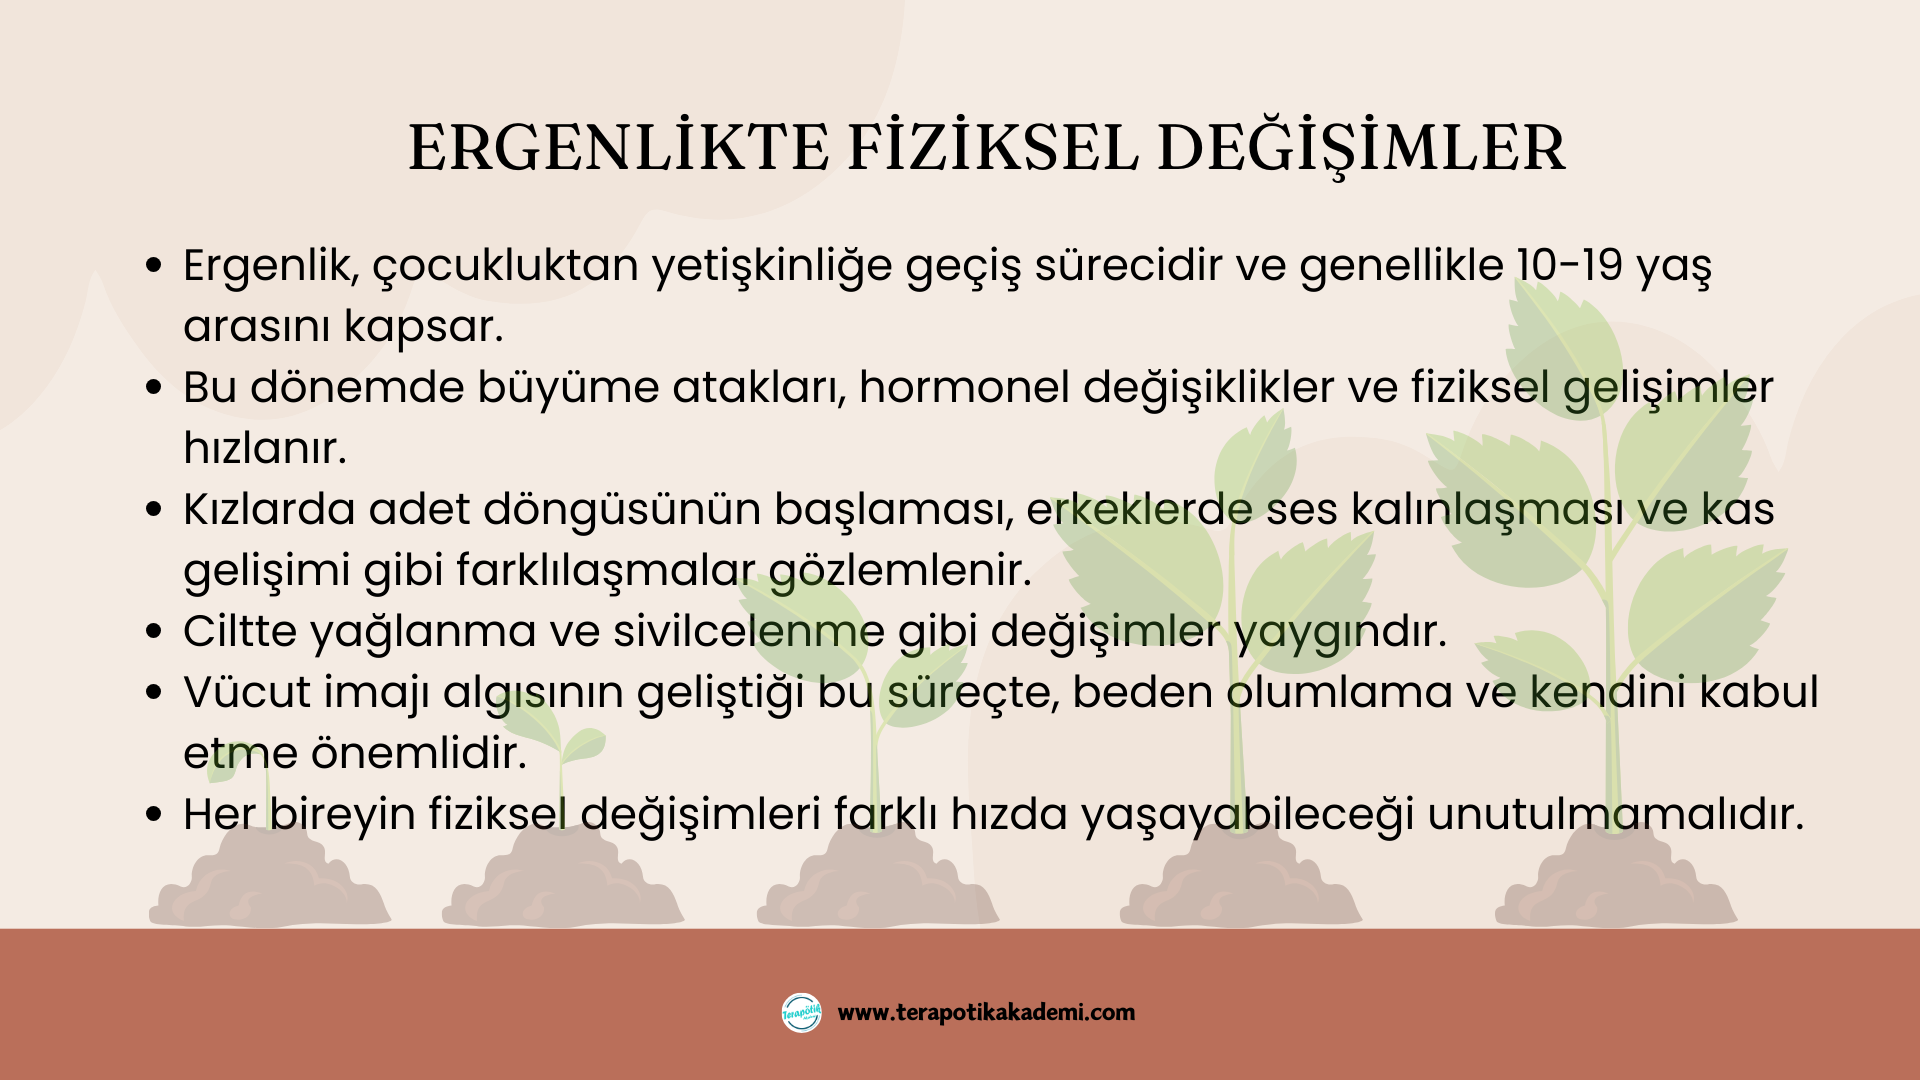 ERGENLİKTE FİZİKSEL DEĞİŞİMLER
• Ergenlik, çocukluktan yetişkinliğe geçiş sürecidir ve genellikle 10-19 yaş
arasını kapsar.
• Bu dönemde büyüme atakları, hormonel değişiklikler ve fiziksel gelişimler
hızlanır.
• Kızlarda adet döngüsünün başlaması, erkeklerde ses kalınlaşması ve kas
gelişimi gibi farklılaşmalar gözlemlenir.
• Ciltte yağlanma ve sivilcelenme gibi değişimler yaygındır.
• Vücut imajı algısının geliştiği bu süreçte, beden olumlama ve kendini kabul
etme önemlidir.
• Her bireyin fiziksel değişimleri farklı hızda yaşayabileceği unutulmamalıdır.
Terapötik
www.terapotikakademi.com